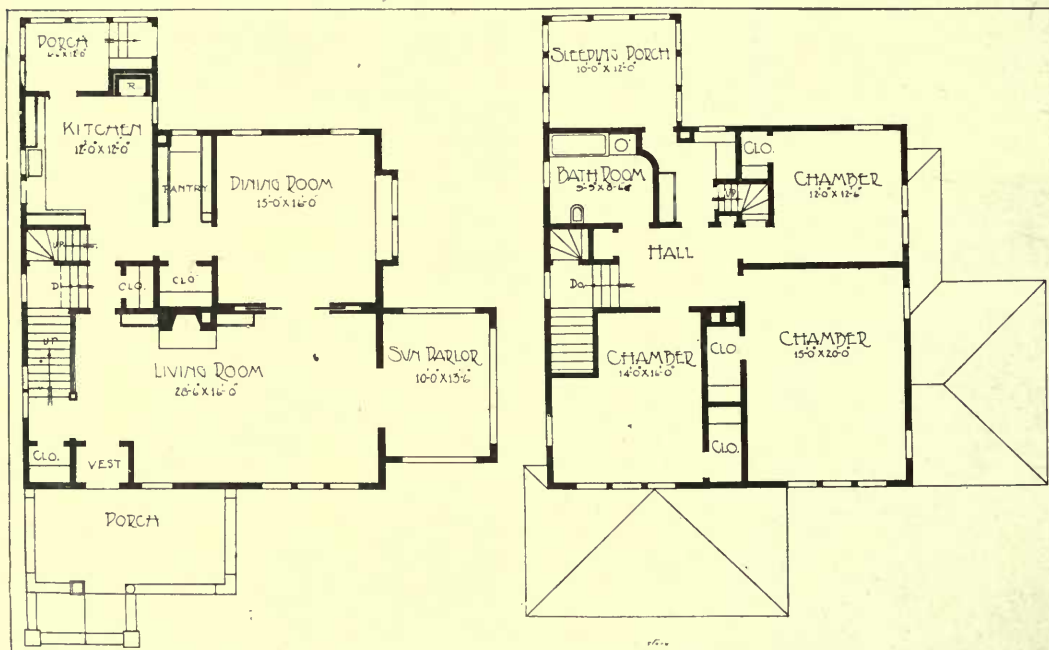 PORCH
R.
KITCHEN
12'-0" X 12'-0"
PANTRY
DINING ROOM
15'-0" X 16'-0"
UP
CLO.
CLO
UP
LIVING ROOM
28'-6" X 16'-0"
SUN PARLOR
10'-0" X 13'-6"
CLO.
VEST
PORCH
SLEEPING PORCH
10'-0" X 12'-0"
BATH ROOM
CLO.
CHAMBER
12'-0" X 12'-6"
UP
HALL
CHAMBER
14'-0" X 16'-0"
CLO
CHAMBER
15'-0" X 20'-0"
CLO.